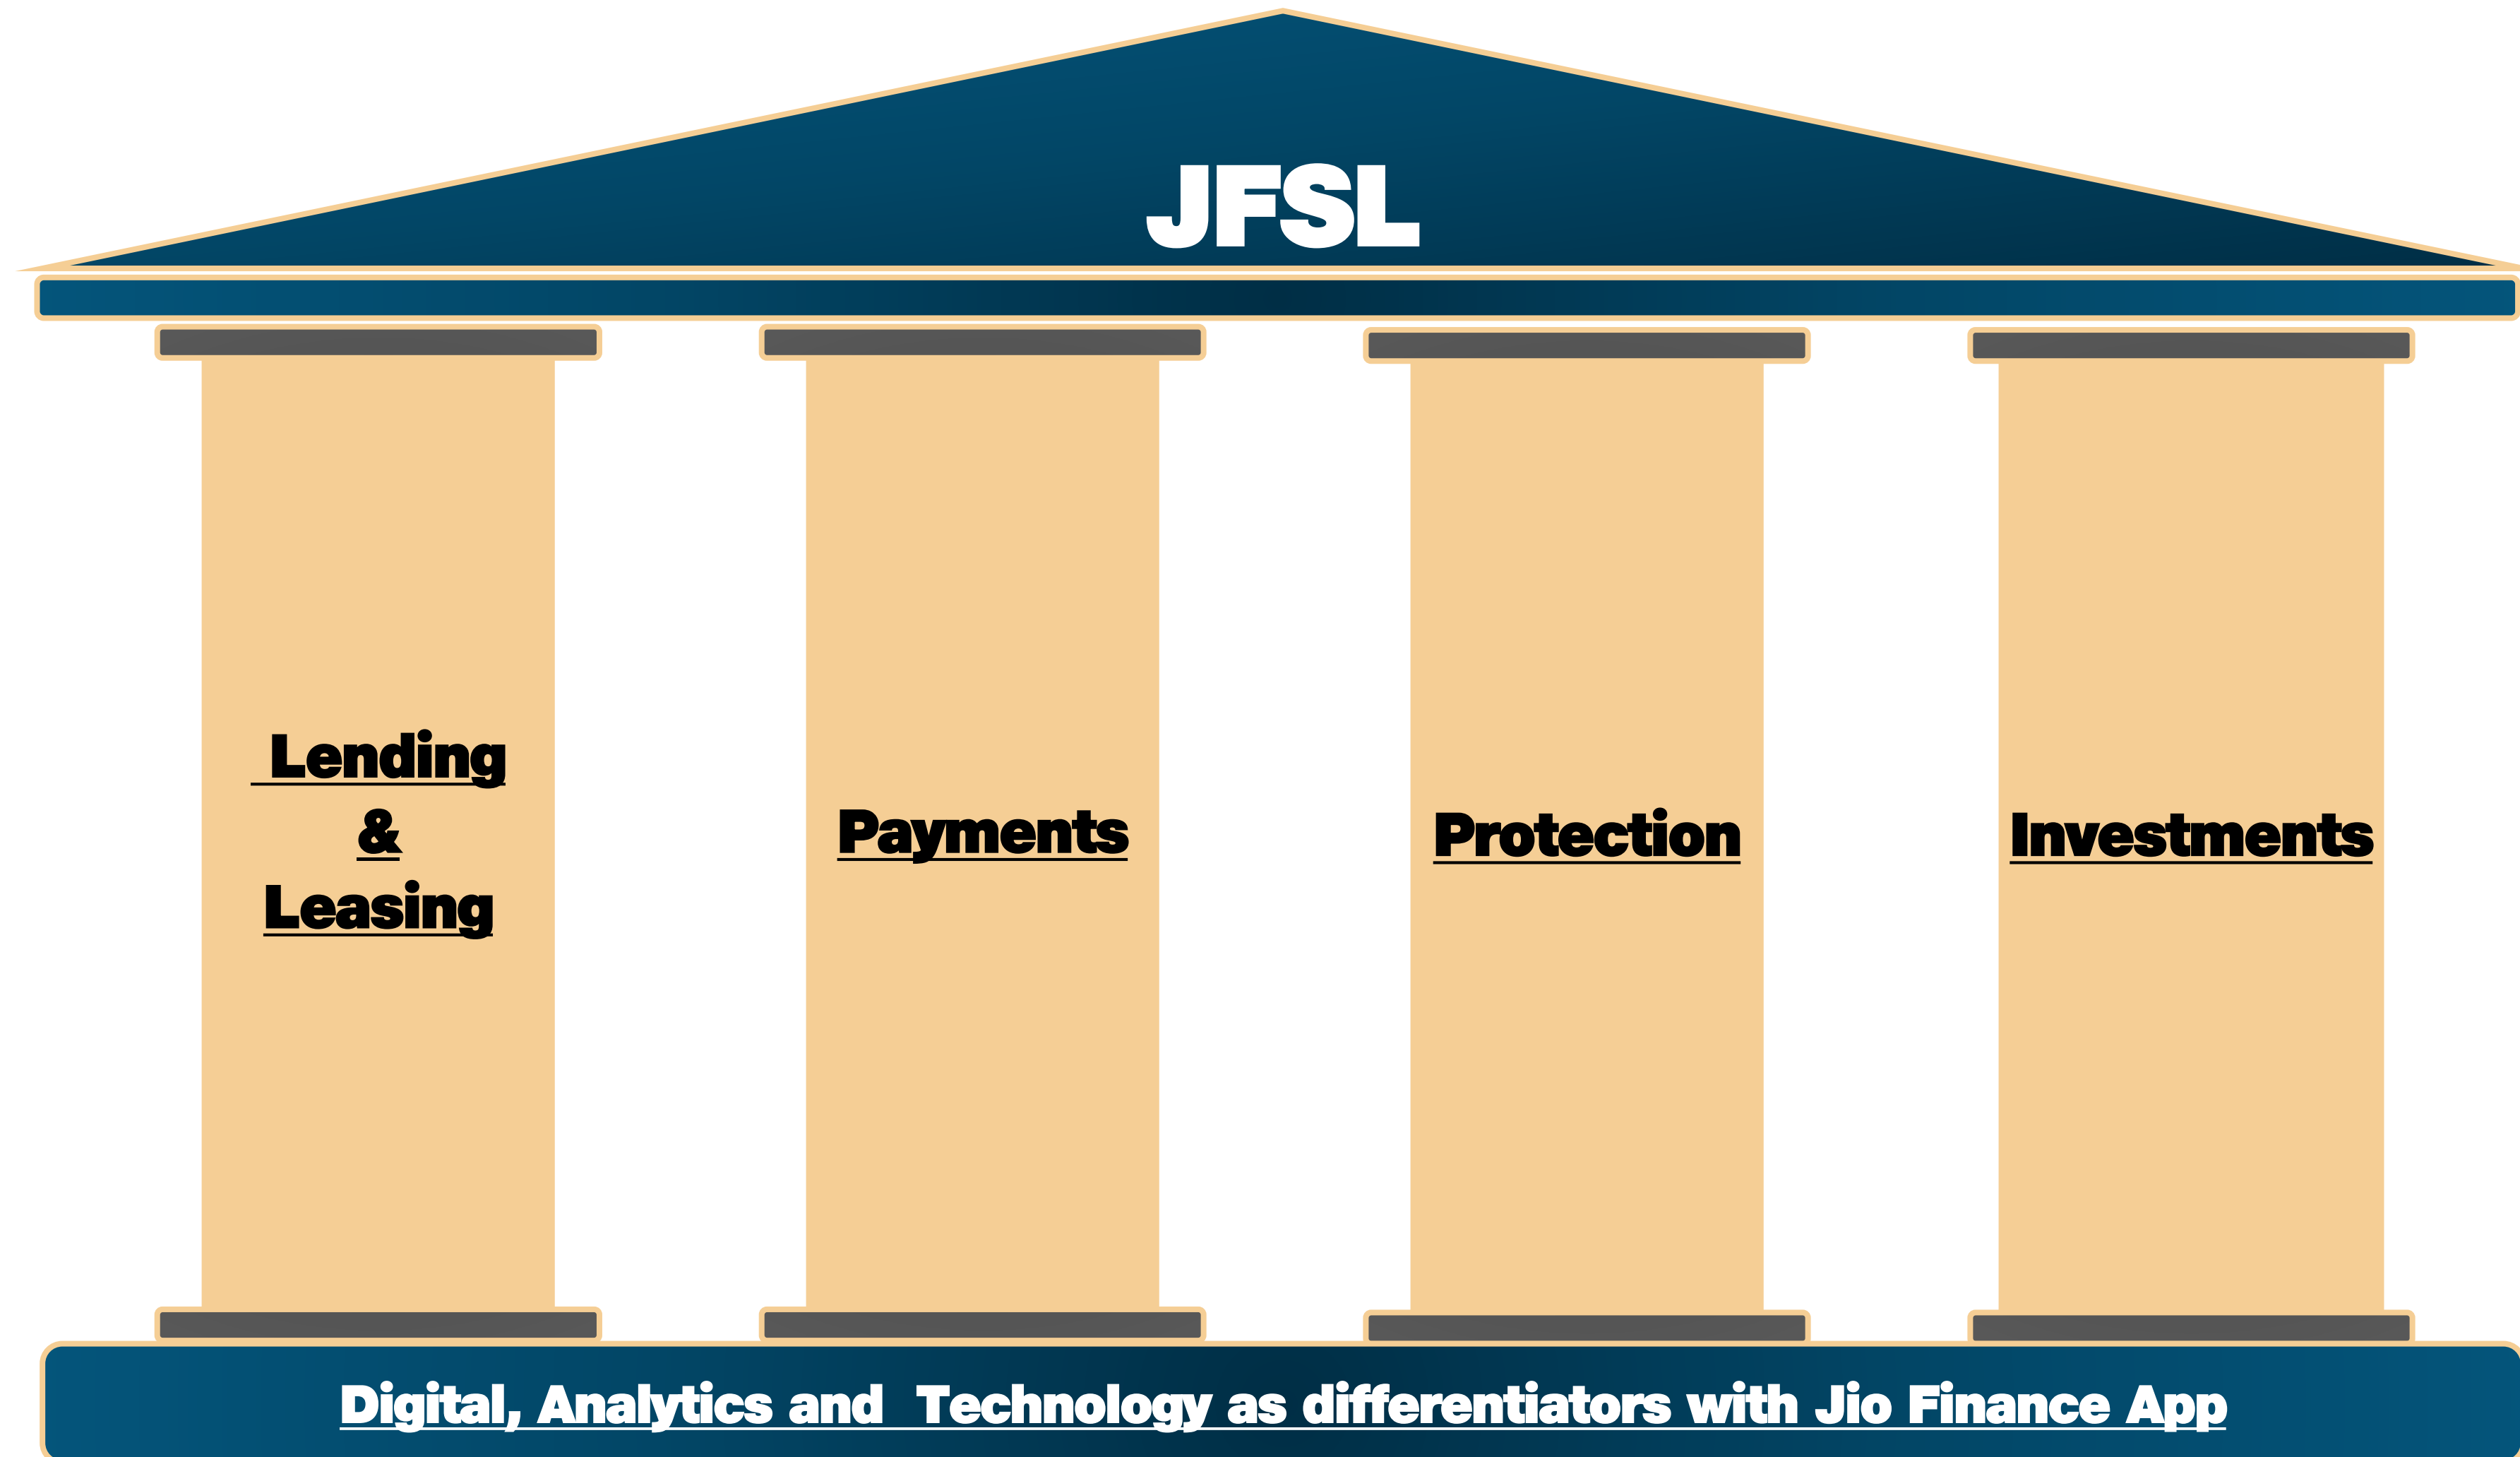 JFSL
Lending
&
Leasing
Payments
Protection
Investments
Digital, Analytics and  Technology as differentiators with Jio Finance App